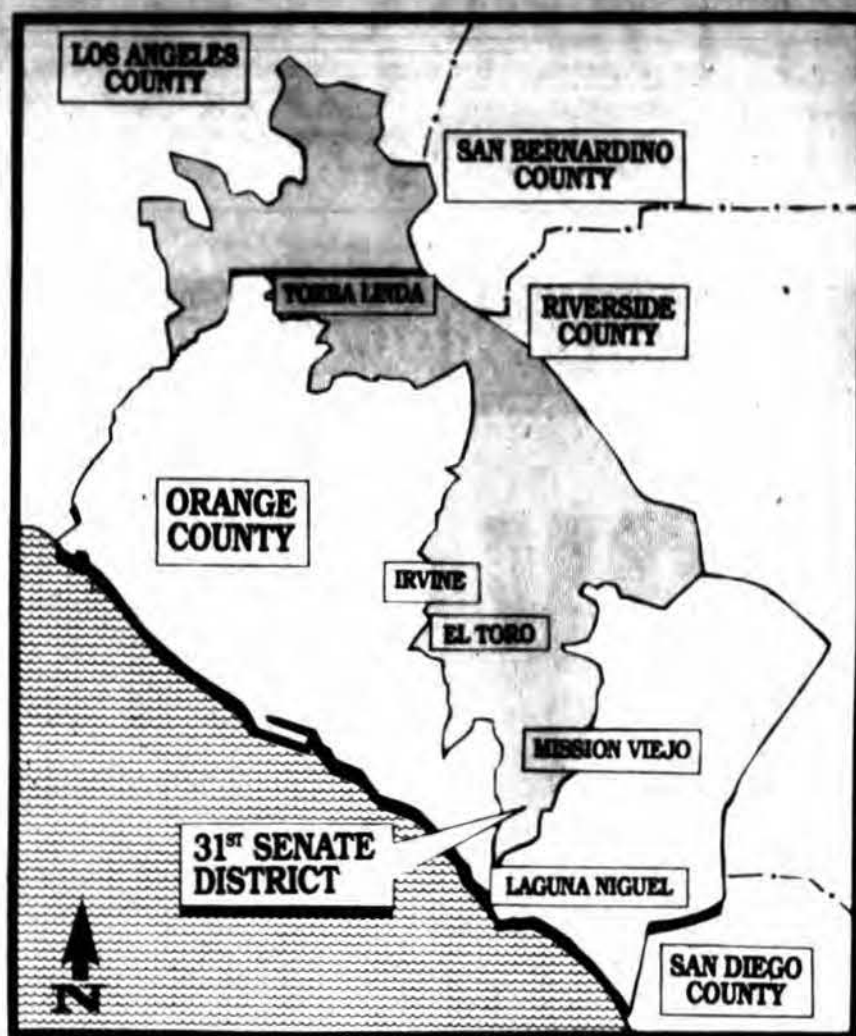 LOS ANGELES
COUNTY
SAN BERNARDINO
COUNTY
YORBA LINDA
RIVERSIDE
COUNTY
ORANGE
COUNTY
IRVINE
EL TORO
MISSION VIEJO
31ST SENATE
DISTRICT
LAGUNA NIGUEL
N
SAN DIEGO
COUNTY